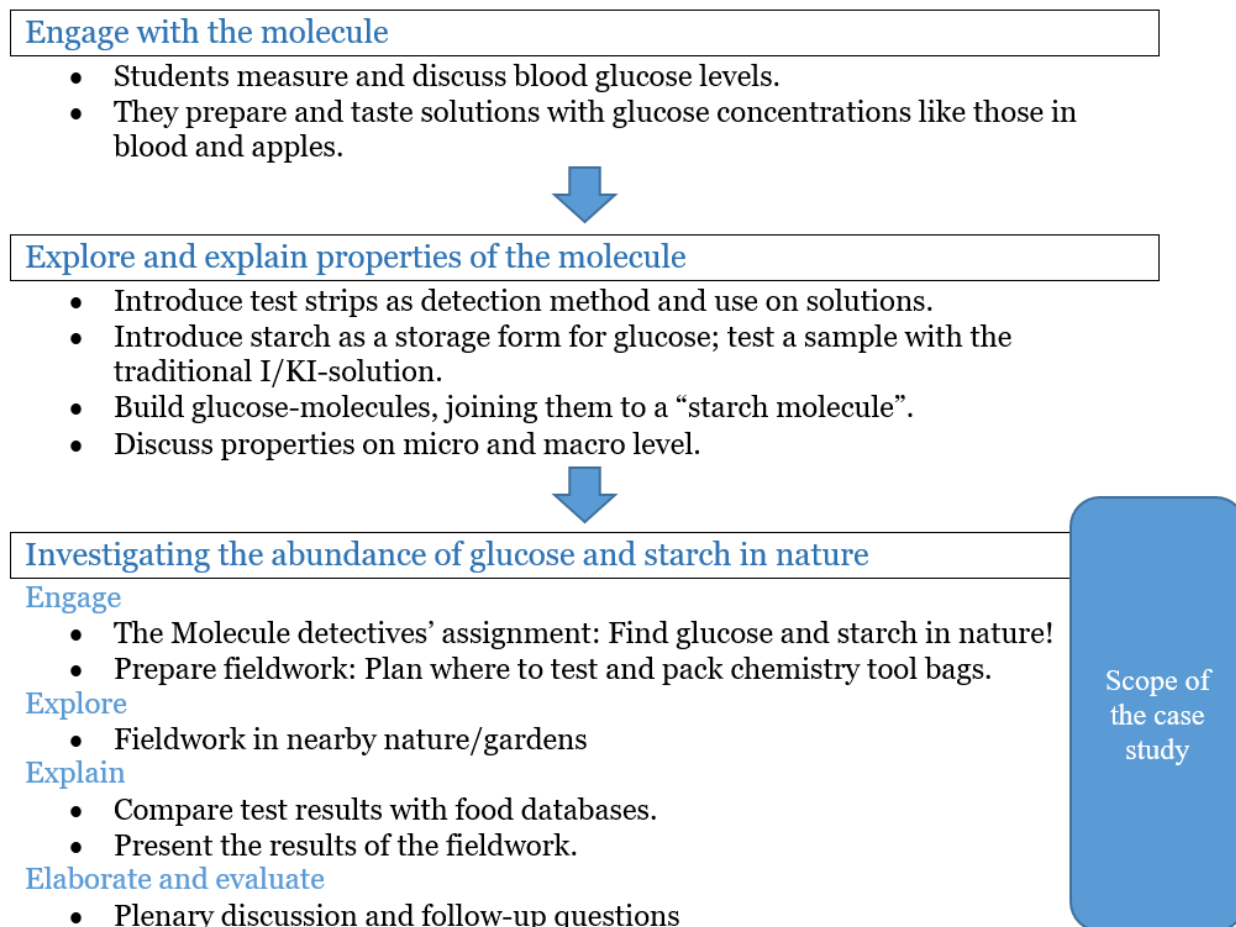 Engage with the molecule
• Students measure and discuss blood glucose levels.
• They prepare and taste solutions with glucose concentrations like those in
blood and apples.
Explore and explain properties of the molecule
• Introduce test strips as detection method and use on solutions.
• Introduce starch as a storage form for glucose; test a sample with the
traditional I/KI-solution.
• Build glucose-molecules, joining them to a “starch molecule”.
• Discuss properties on micro and macro level.
Investigating the abundance of glucose and starch in nature
Engage
• The Molecule detectives’ assignment: Find glucose and starch in nature!
• Prepare fieldwork: Plan where to test and pack chemistry tool bags.
Explore
• Fieldwork in nearby nature/gardens
Explain
• Compare test results with food databases.
• Present the results of the fieldwork.
Elaborate and evaluate
• Plenary discussion and follow-up questions
Scope of
the case
study